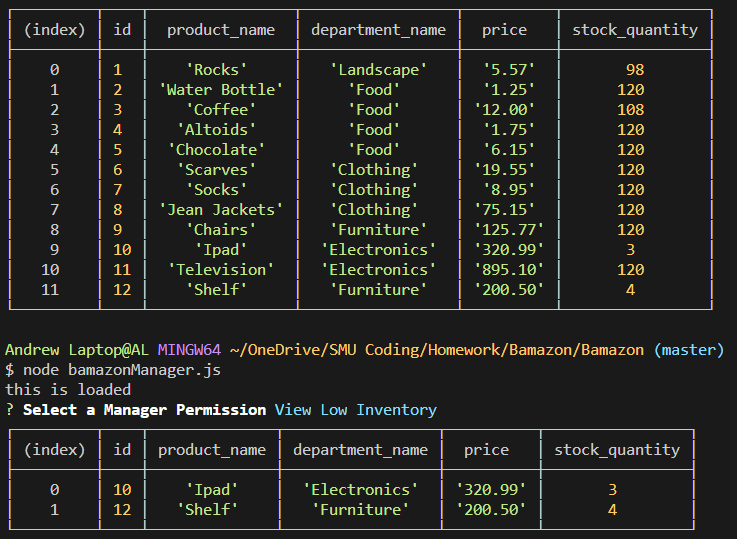 (index) id product_name department_name price stock_quantity
0 1 'Rocks' 'Landscape' '5.57' 98
1 2 'Water Bottle' 'Food' '1.25' 120
2 3 'Coffee' 'Food' '12.00' 108
3 4 'Altoids' 'Food' '1.75' 120
4 5 'Chocolate' 'Food' '6.15' 120
5 6 'Scarves' 'Clothing' '19.55' 120
6 7 'Socks' 'Clothing' '8.95' 120
7 8 'Jean Jackets' 'Clothing' '75.15' 120
8 9 'Chairs' 'Furniture' '125.77' 120
9 10 'Ipad' 'Electronics' '320.99' 3
10 11 'Television' 'Electronics' '895.10' 120
11 12 'Shelf' 'Furniture' '200.50' 4
Andrew Laptop@AL MINGW64 ~/OneDrive/SMU Coding/Homework/Bamazon/Bamazon (master)
$ node bamazonManager.js
this is loaded
? Select a Manager Permission View Low Inventory
(index) id product_name department_name price stock_quantity
0 10 'Ipad' 'Electronics' '320.99' 3
1 12 'Shelf' 'Furniture' '200.50' 4